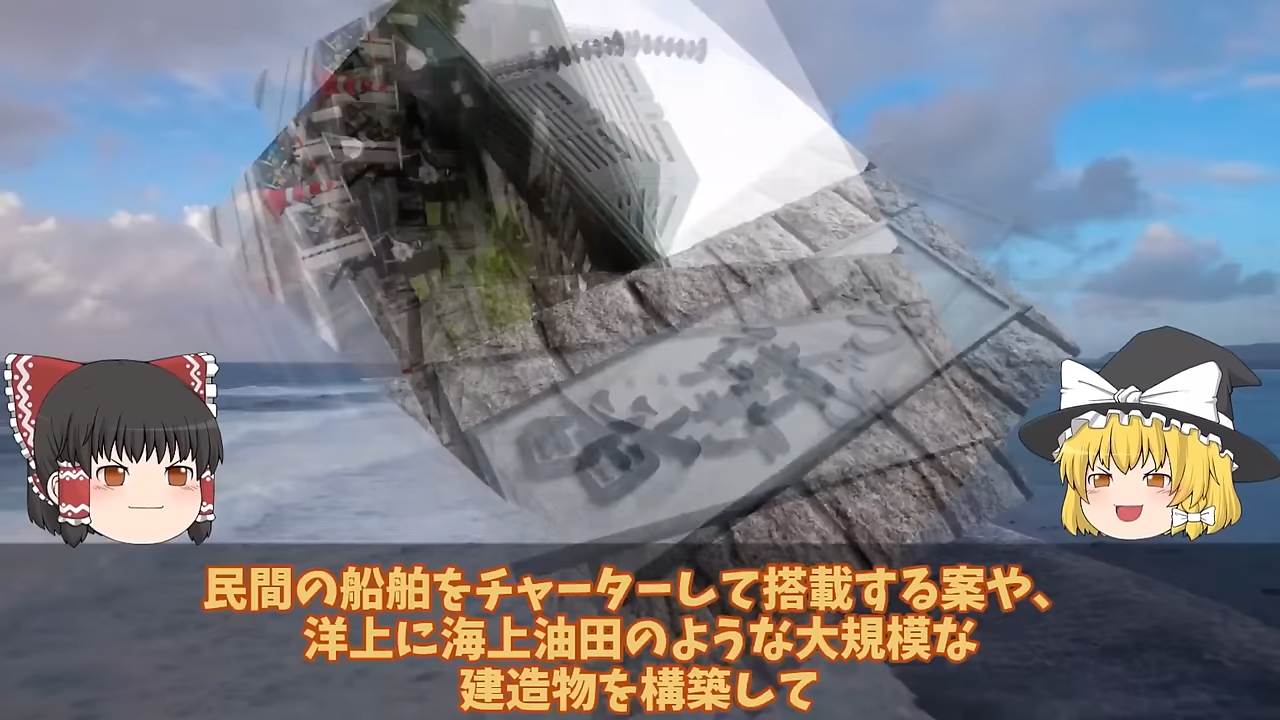 民間の船舶をチャーターして搭載する案や、
洋上に海上油田のような大規模な
建造物を構築して